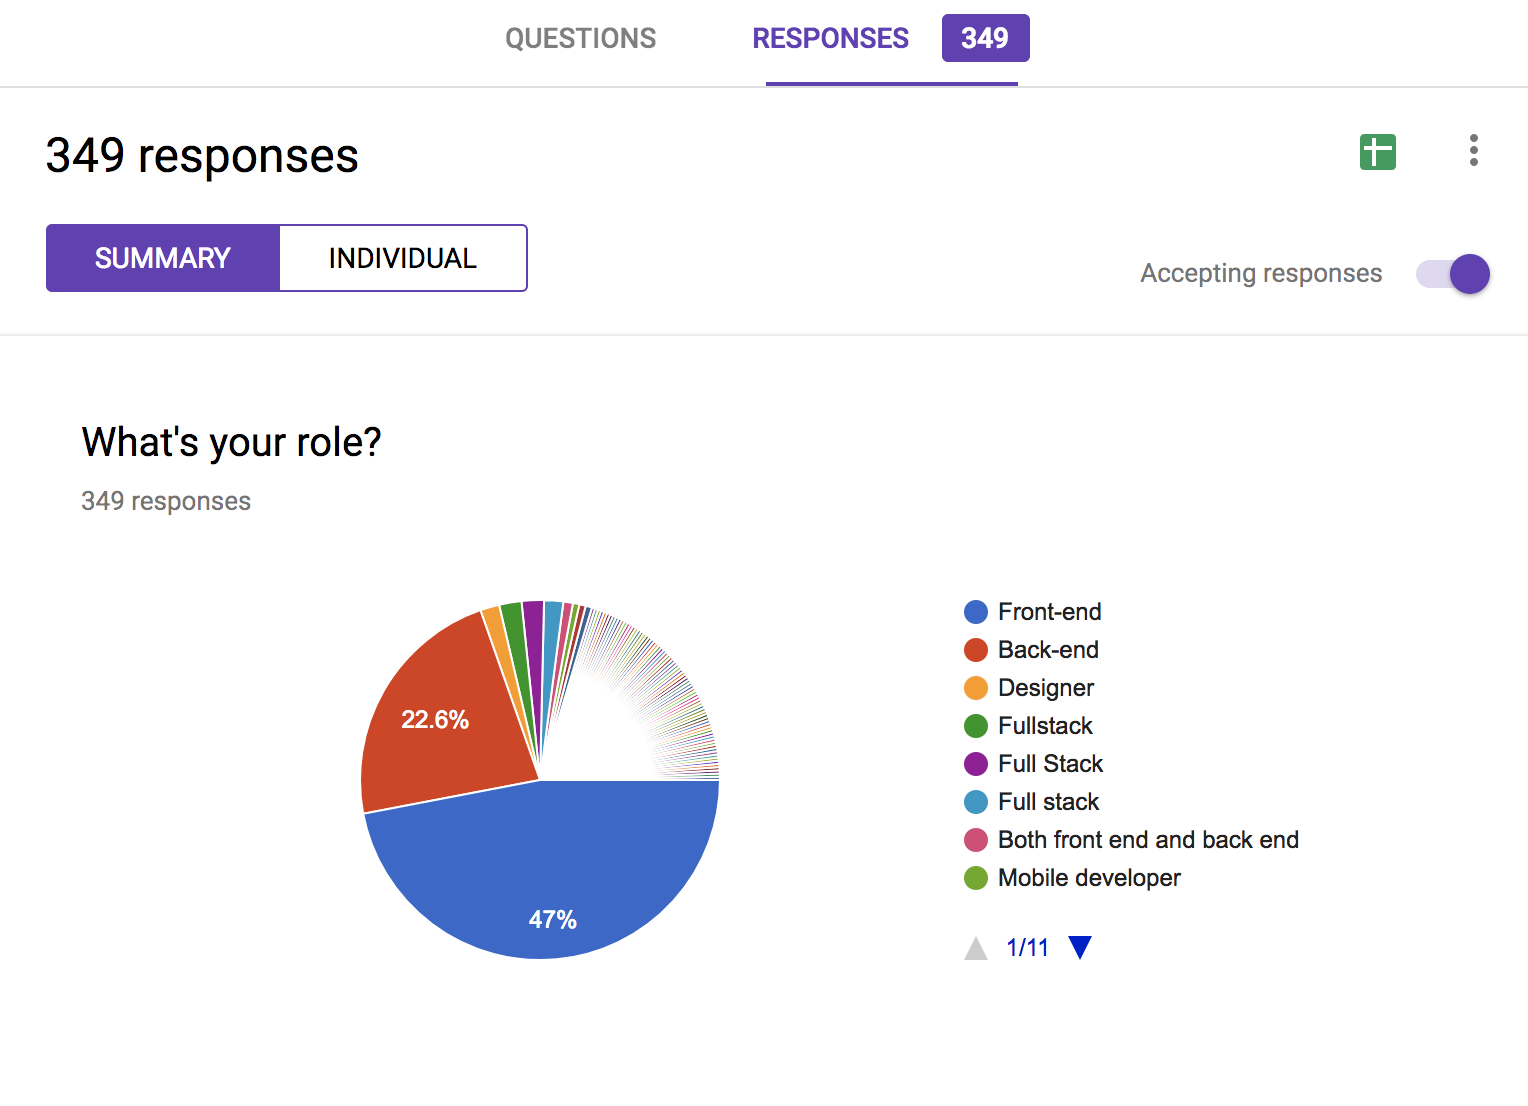 QUESTIONS RESPONSES 349
349 responses
SUMMARY INDIVIDUAL
Accepting responses
What's your role?
349 responses
22.6%
47%
Front-end
Back-end
Designer
Fullstack
Full Stack
Full stack
Both front end and back end
Mobile developer
1/11